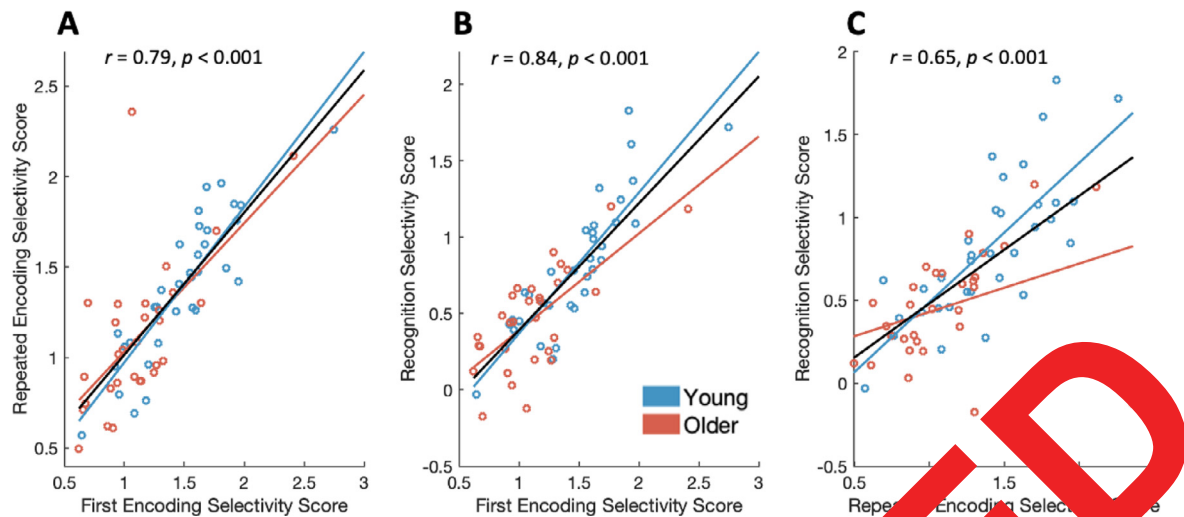 A
r = 0.79, p < 0.001
Repeated Encoding Selectivity Score
2.5
2
1.5
1
0.5
0.5
1
1.5
2
2.5
3
First Encoding Selectivity Score
B
r = 0.84, p < 0.001
Recognition Selectivity Score
2
1.5
1
0.5
0
-0.5
0.5
1
1.5
2
2.5
3
First Encoding Selectivity Score
Young
Older
C
r = 0.65, p < 0.001
Recognition Selectivity Score
2
1.5
1
0.5
0
-0.5
0.5
1.5
Encoding Selec Score
D